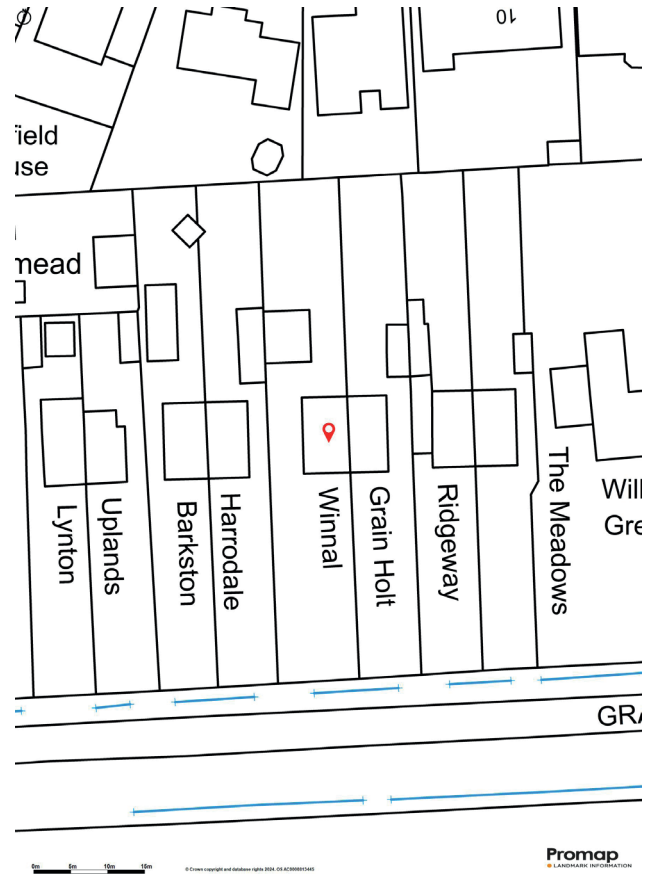 10
field
use
mead
Lynton
Uplands
Barkston
Harrodale
Winnal
Grain Holt
Ridgeway
The Meadows
Will
Gre
GRA
0m 5m 10m 15m
© Crown copyright and database rights 2024. OS AC0000813445
Promap
LANDMARK INFORMATION